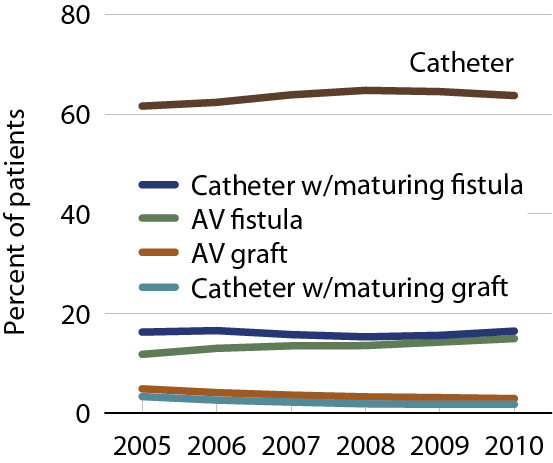 80
Catheter
60
Catheter w/maturing fistula
AV fistula
40
AV graft
Catheter w/maturing graft
20
0
Percent of patients
2005 2006 2007 2008 2009 2010